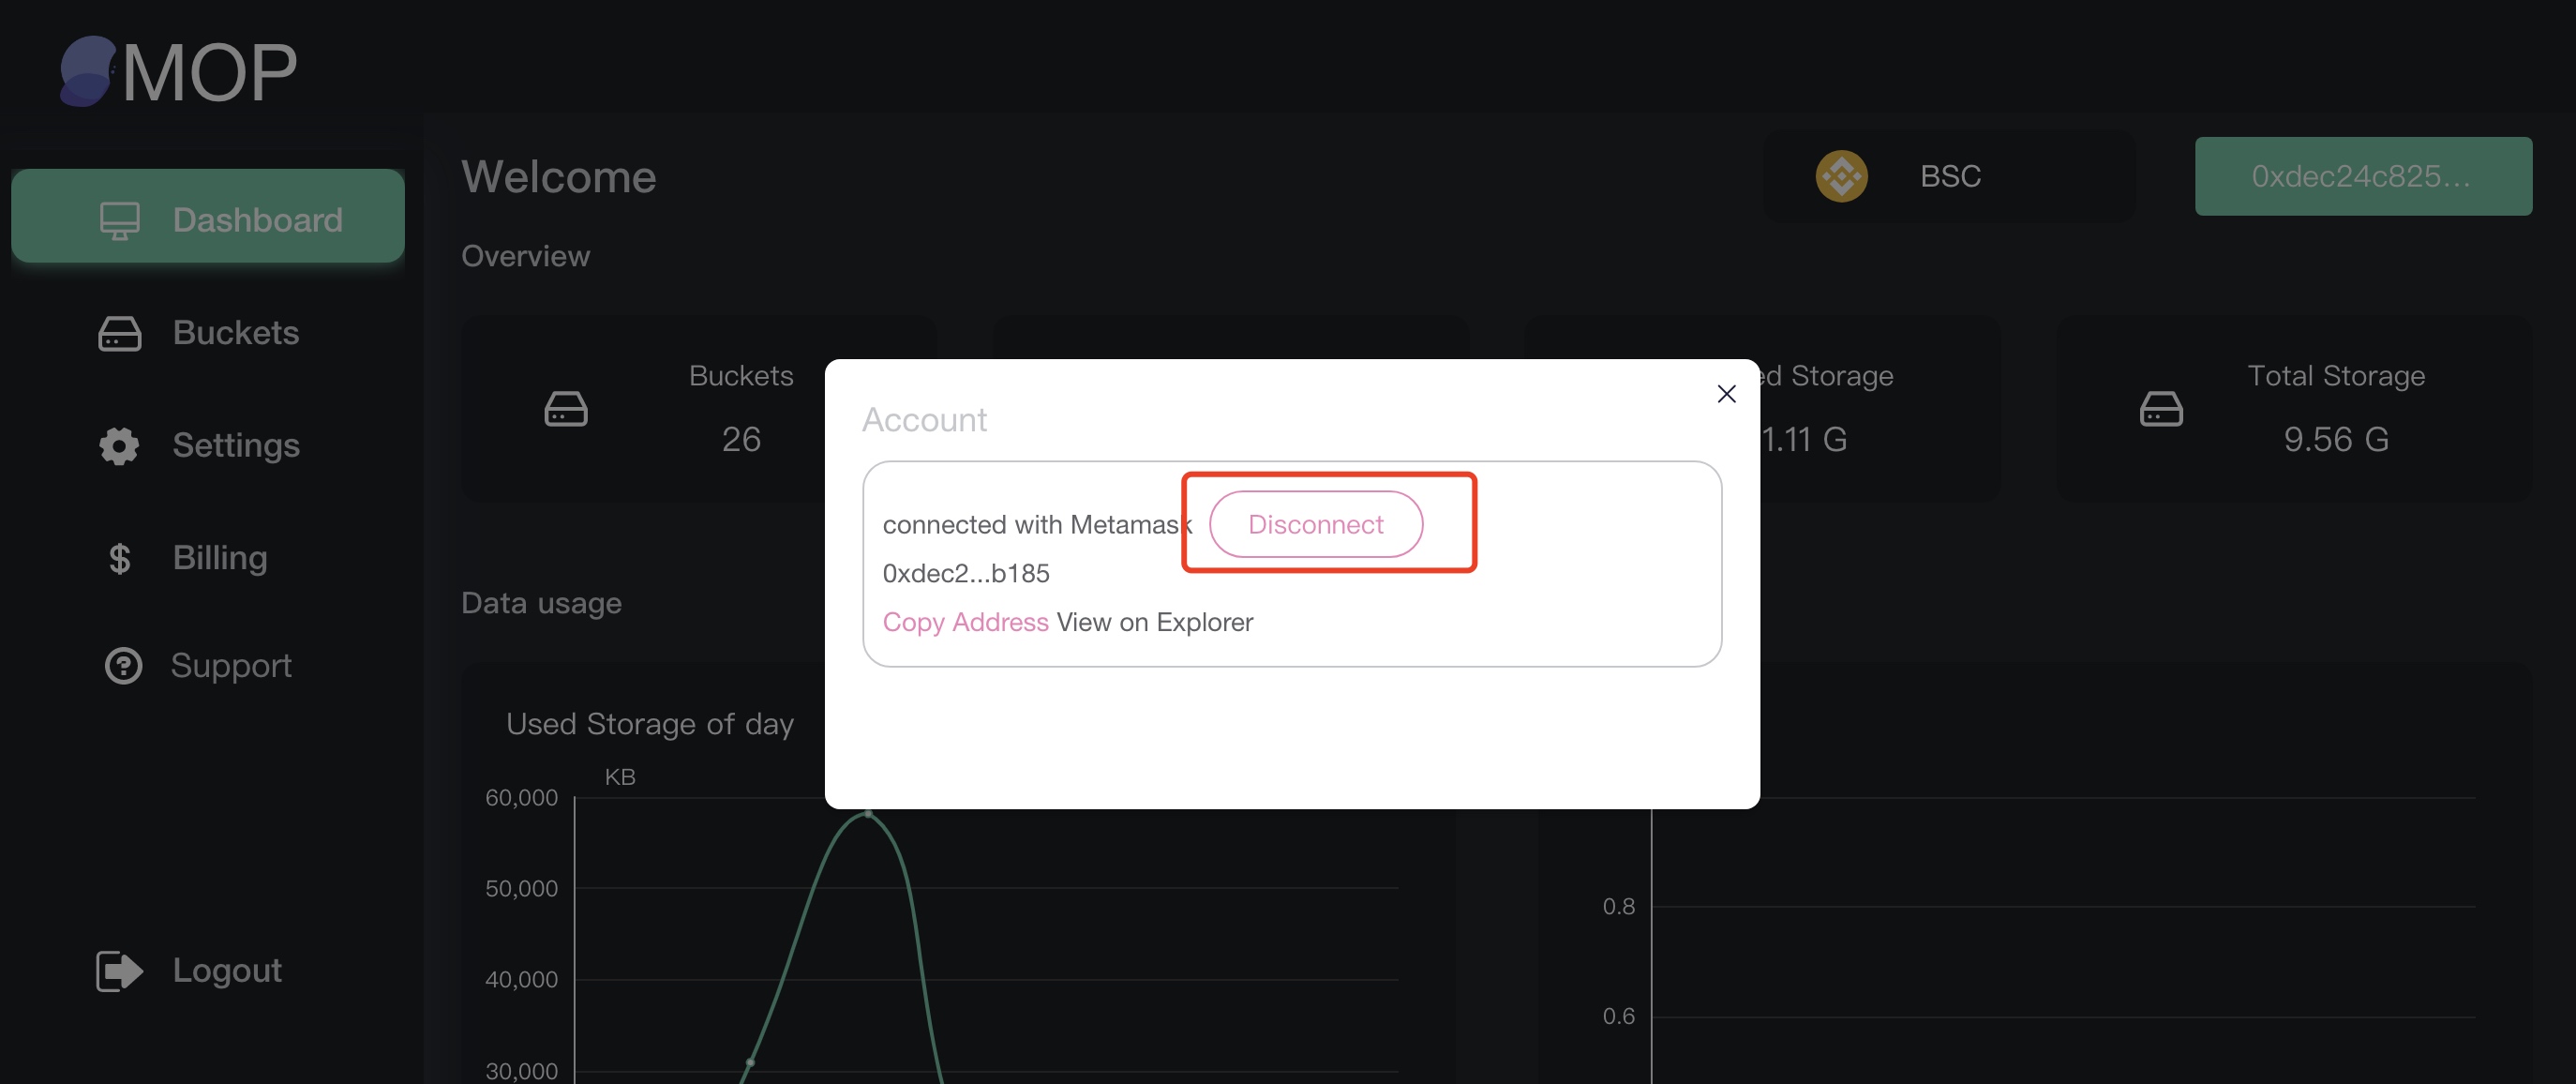 MOP
Dashboard
Buckets
Settings
Billing
Support
Logout
Welcome
BSC
0xdec24c825...
Overview
Buckets
26
ed Storage
1.11 G
Total Storage
9.56 G
Account
connected with Metamask
Disconnect
0xdec2...b185
Copy Address View on Explorer
Data usage
Used Storage of day
KB
60,000
50,000
40,000
30,000
0.8
0.6